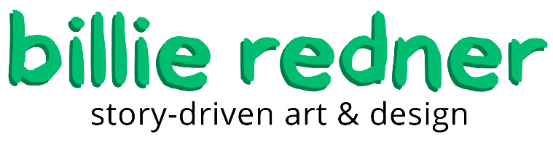 billie redner
story-driven art & design